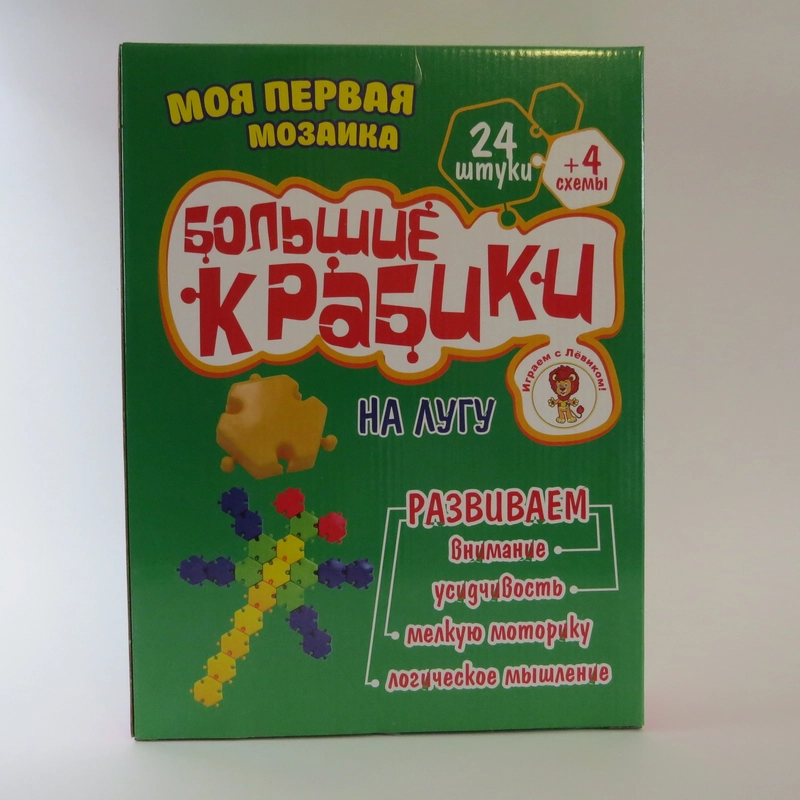 МОЯ ПЕРВАЯ
МОЗАИКА
24
штуки
+4
схемы
БОЛЬШИЕ
КРАБИКИ
Играем с Лёвиком!
НА ЛУГУ
РАЗВИВАЕМ
внимание
усидчивость
мелкую моторику
логическое мышление